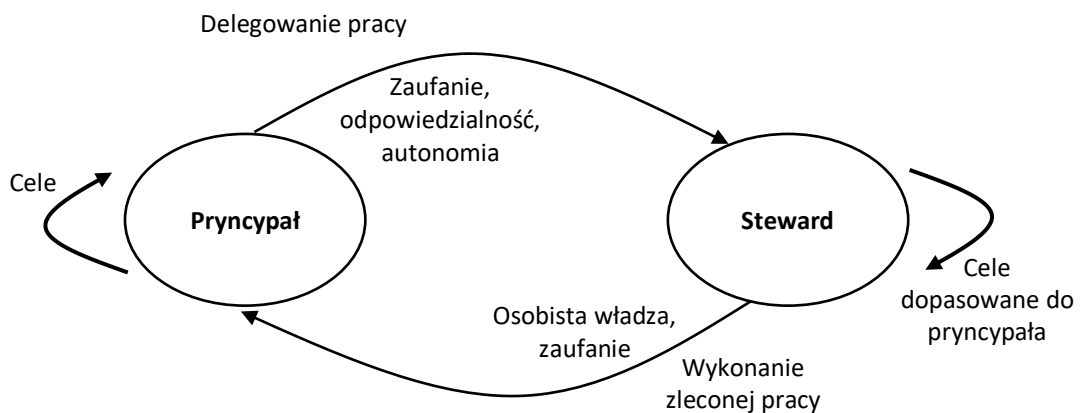 Delegowanie pracy
Zaufanie,
odpowiedzialność,
autonomia
Cele
Pryncypał
Steward
Cele
dopasowane do
pryncypała
Osobista władza,
zaufanie
Wykonanie
zleconej pracy